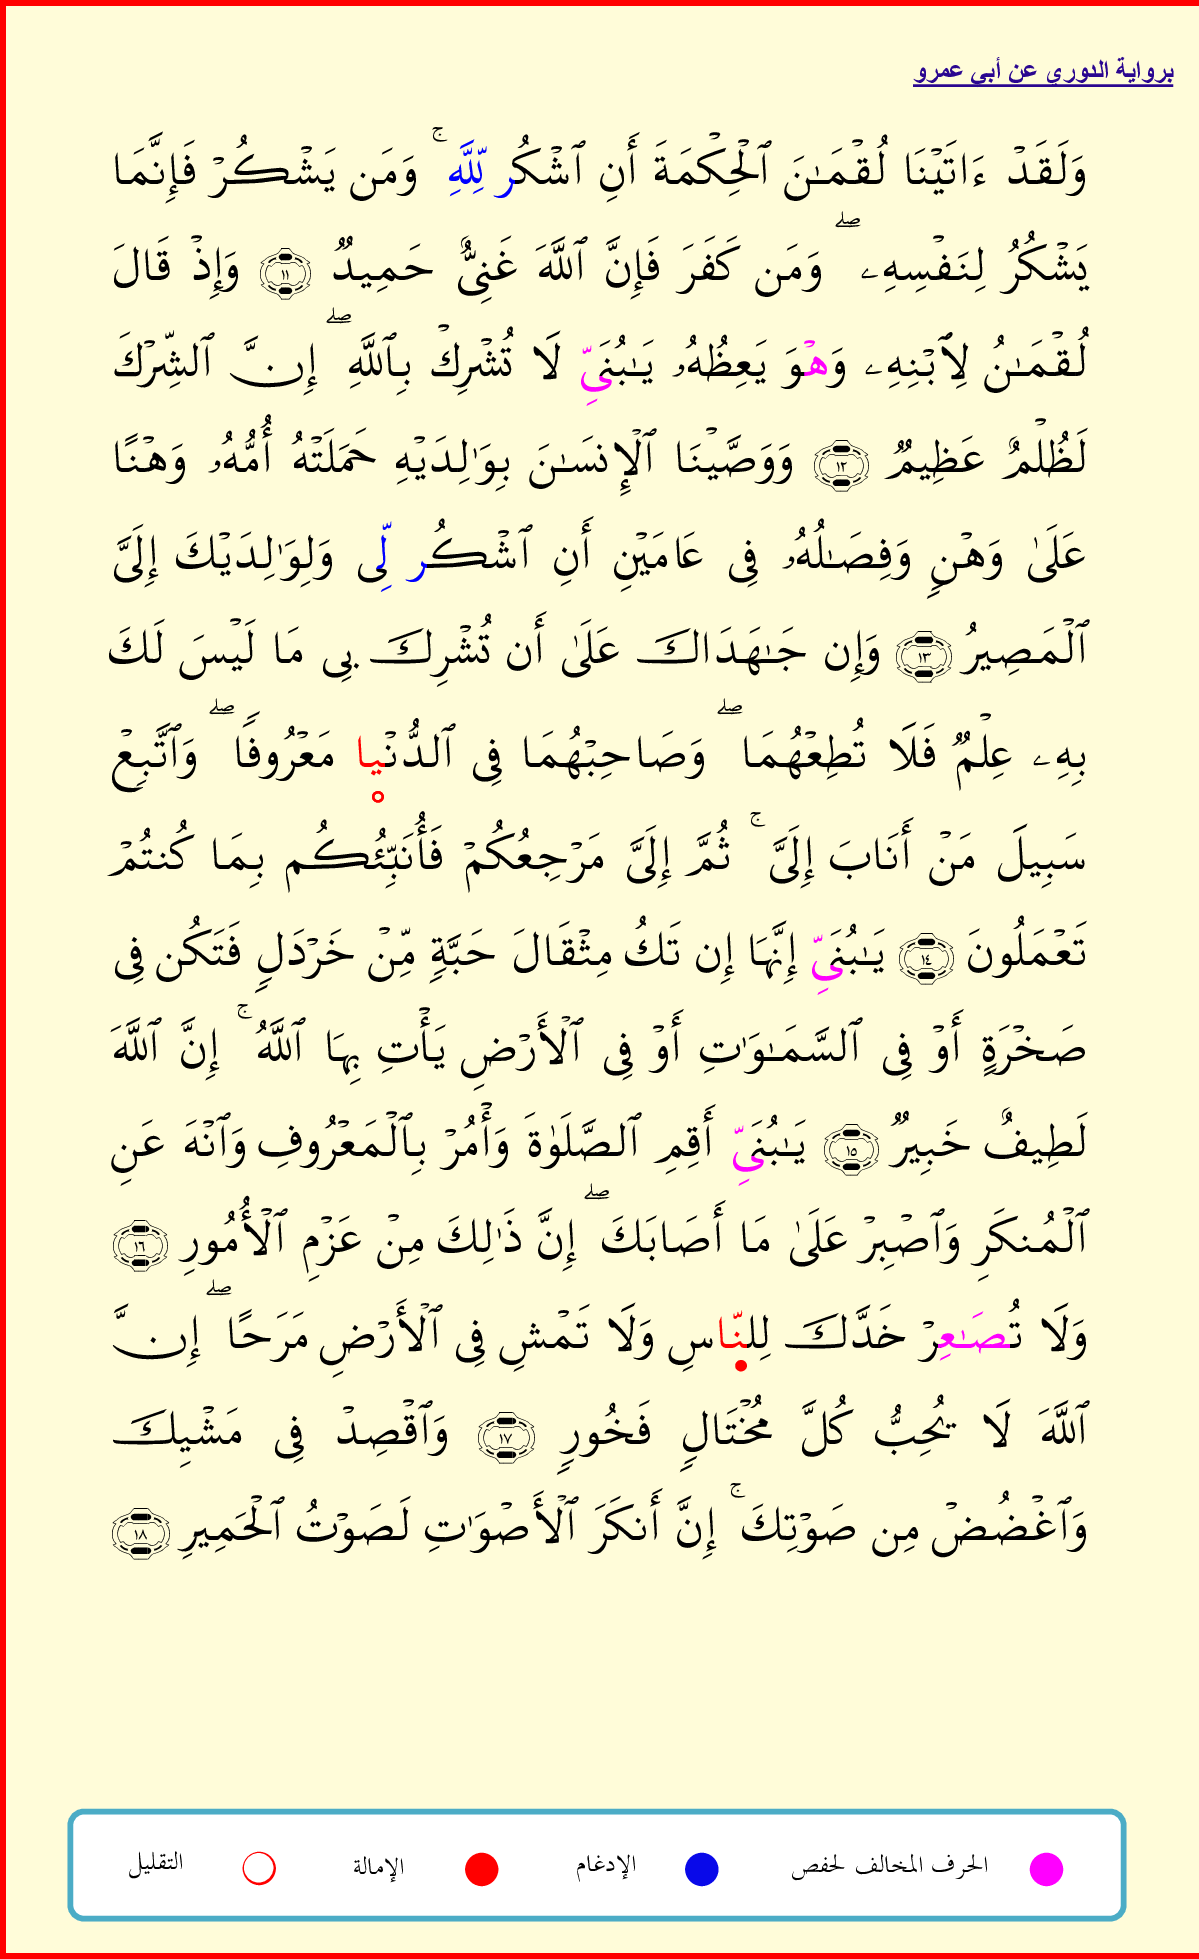 برواية الدوري عن أبي عمرو
وَلَقَدۡ ءَاتَيۡنَا لُقۡمَٰنَ ٱلۡحِكۡمَةَ أَنِ ٱشۡكُر لِّلَّهِۚ وَمَن يَشۡكُرۡ فَإِنَّمَا
يَشۡكُرُ لِنَفۡسِهِۦۖ وَمَن كَفَرَ فَإِنَّ ٱللَّهَ غَنِيٌّ حَمِيدٞ ١١ وَإِذۡ قَالَ
لُقۡمَٰنُ لِٱبۡنِهِۦ وَهۡوَ يَعِظُهُۥ يَٰبُنَيِّ لَا تُشۡرِكۡ بِٱللَّهِۖ إِنَّ ٱلشِّرۡكَ
لَظُلۡمٌ عَظِيمٞ ١٢ وَوَصَّيۡنَا ٱلۡإِنسَٰنَ بِوَٰلِدَيۡهِ حَمَلَتۡهُ أُمُّهُۥ وَهۡنًا
عَلَىٰ وَهۡنٖ وَفِصَٰلُهُۥ فِي عَامَيۡنِ أَنِ ٱشۡكُر لِّي وَلِوَٰلِدَيۡكَ إِلَيَّ
ٱلۡمَصِيرُ ١٣ وَإِن جَٰهَدَاكَ عَلَىٰ أَن تُشۡرِكَ بِي مَا لَيۡسَ لَكَ
بِهِۦ عِلۡمٞ فَلَا تُطِعۡهُمَاۖ وَصَاحِبۡهُمَا فِي ٱلدُّنۡيا مَعۡرُوفٗاۖ وَٱتَّبِعۡ
سَبِيلَ مَنۡ أَنَابَ إِلَيَّۚ ثُمَّ إِلَيَّ مَرۡجِعُكُمۡ فَأُنَبِّئُكُم بِمَا كُنتُمۡ
تَعۡمَلُونَ ١٤ يَٰبُنَيِّ إِنَّهَا إِن تَكُ مِثۡقَالَ حَبَّةٖ مِّنۡ خَرۡدَلٖ فَتَكُن فِي
صَخۡرَةٍ أَوۡ فِي ٱلسَّمَٰوَٰتِ أَوۡ فِي ٱلۡأَرۡضِ يَأۡتِ بِهَا ٱللَّهُۚ إِنَّ ٱللَّهَ
لَطِيفٌ خَبِيرٞ ١٥ يَٰبُنَيِّ أَقِمِ ٱلصَّلَوٰةَ وَأۡمُرۡ بِٱلۡمَعۡرُوفِ وَٱنۡهَ عَنِ
ٱلۡمُنكَرِ وَٱصۡبِرۡ عَلَىٰ مَا أَصَابَكَۖ إِنَّ ذَٰلِكَ مِنۡ عَزۡمِ ٱلۡأُمُورِ ١٦
وَلَا تُصَٰعِرۡ خَدَّكَ لِلنّاسِ وَلَا تَمۡشِ فِي ٱلۡأَرۡضِ مَرَحًاۖ إِنَّ
ٱللَّهَ لَا يُحِبُّ كُلَّ مُخۡتَالٖ فَخُورٖ ١٧ وَٱقۡصِدۡ فِي مَشۡيِكَ
وَٱغۡضُضۡ مِن صَوۡتِكَۚ إِنَّ أَنكَرَ ٱلۡأَصۡوَٰتِ لَصَوۡتُ ٱلۡحَمِيرِ ١٨
الحرف المخالف لحفص الإدغام الإمالة التقليل